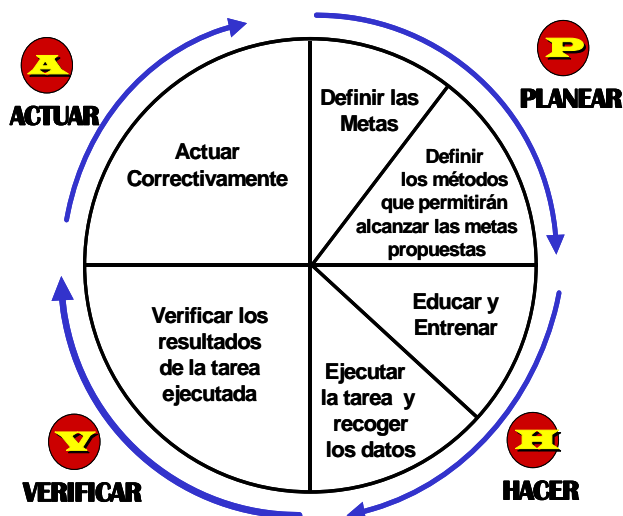 P
PLANEAR
Definir las
Metas
Definir
los métodos
que permitirán
alcanzar las metas
propuestas
H
HACER
Educar y
Entrenar
Ejecutar
la tarea y
recoger
los datos
V
VERIFICAR
Verificar los
resultados
de la tarea
ejecutada
A
ACTUAR
Actuar
Correctivamente